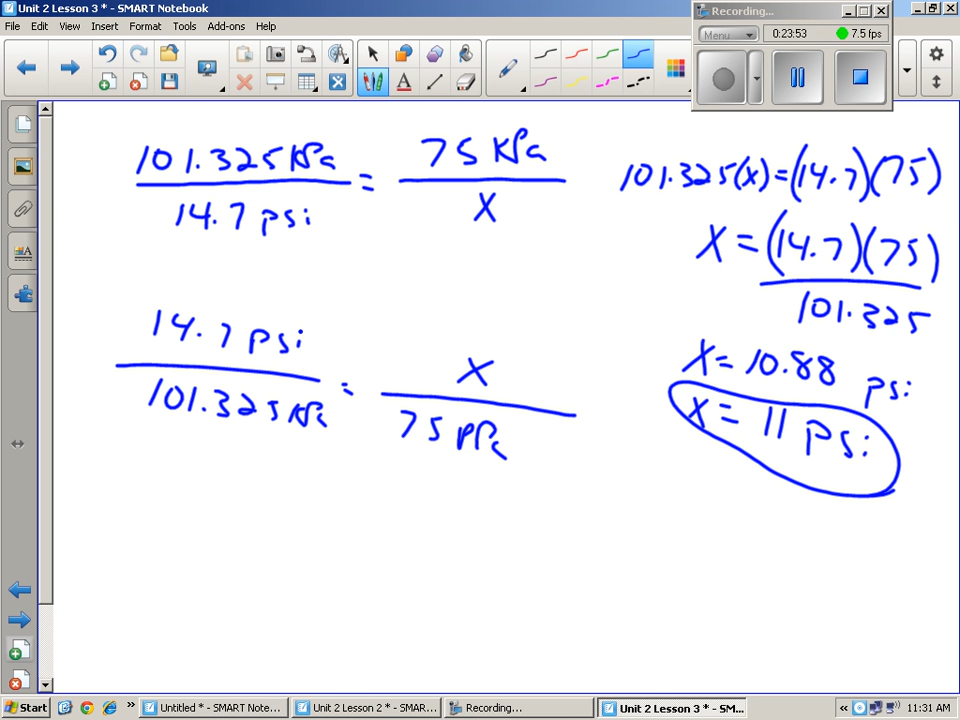 Unit 2 Lesson 3 * - SMART Notebook
File Edit View Insert Format Tools Add-ons Help
Recording...
Menu
0:23:53
7.5 fps
A
101.325 kPa = 75 kPa
14.7 psi X
101.325(x)=(14.7)(75)
X = (14.7)(75)
101.325
14.7 psi = X
101.325 kPa 75 PPa
X= 10.88 psi
X= 11 psi
Start
Untitled * - SMART Note...
Unit 2 Lesson 2 * - SMAR...
Recording...
Unit 2 Lesson 3 * - SM...
11:31 AM